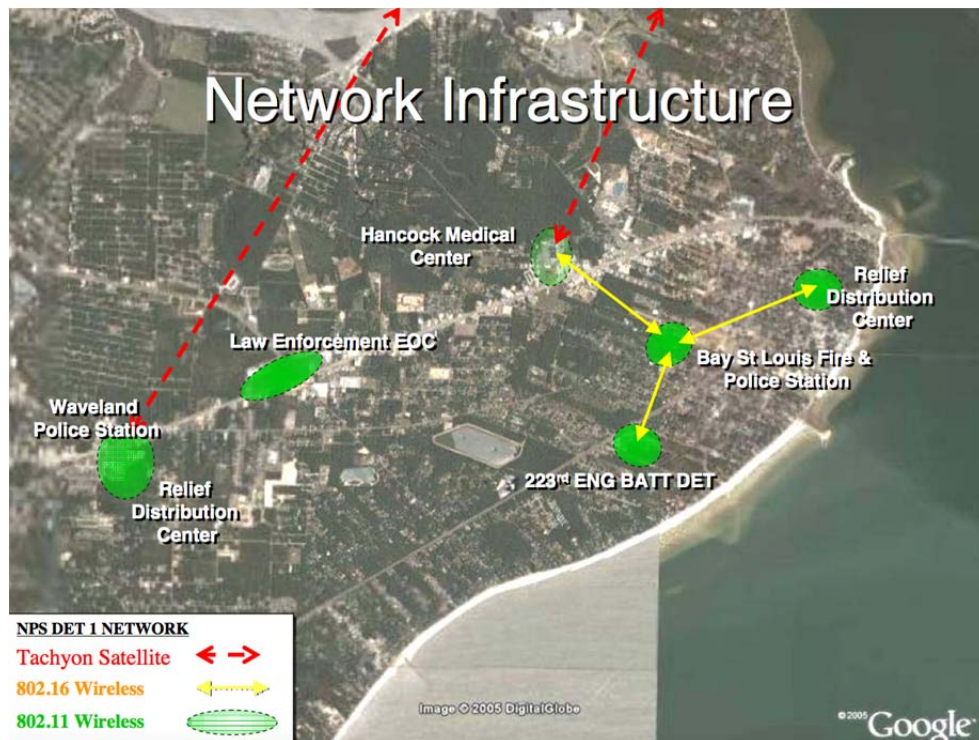 Network Infrastructure
Hancock Medical
Center
Relief
Distribution
Center
Law Enforcement EOC
Bay St Louis Fire &
Police Station
Waveland
Police Station
223rd ENG BATT DET
Relief
Distribution
Center
NPS DET 1 NETWORK
Tachyon Satellite
802.16 Wireless
802.11 Wireless
Image © 2005 DigitalGlobe
© 2005 Google